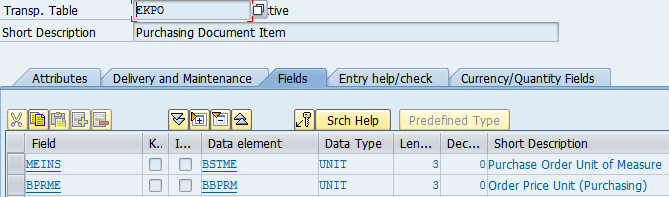 Transp. Table EKPO ctive
Short Description Purchasing Document Item
Attributes Delivery and Maintenance Fields Entry help/check Currency/Quantity Fields
Srch Help Predefined Type
Field K.. I... Data element Data Type Len... Dec... Short Description
MEINS BSTME UNIT 3 0 Purchase Order Unit of Measure
BPRME BBPRM UNIT 3 0 Order Price Unit (Purchasing)